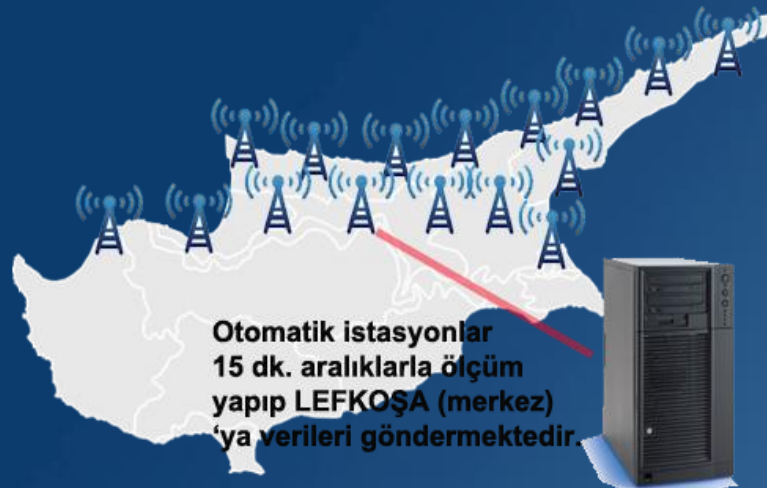 Otomatik istasyonlar
15 dk. aralıklarla ölçüm
yapıp LEFKOŞA (merkez)
‘ya verileri göndermektedir.